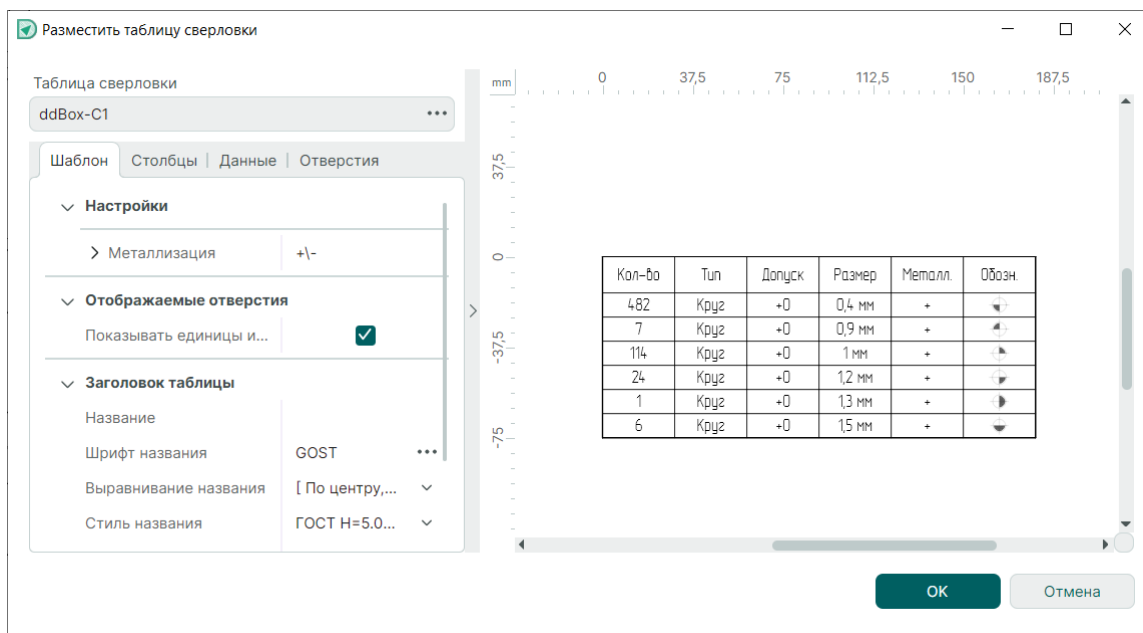 Разместить таблицу сверловки
Таблица сверловки
ddBox-C1
Шаблон Столбцы Данные Отверстия
Настройки
Металлизация +\-
Отображаемые отверстия
Показывать единицы и...
Заголовок таблицы
Название
Шрифт названия GOST
Выравнивание названия [ По центру,...
Стиль названия ГОСТ H=5.0...
mm 0 37,5 75 112,5 150 187,5
37,5
0
-37,5
-75
Кол-во Тип Допуск Размер Металл. Обозн.
482 Круг +0 0,4 мм +
7 Круг +0 0,9 мм +
114 Круг +0 1 мм +
24 Круг +0 1,2 мм +
1 Круг +0 1,3 мм +
6 Круг +0 1,5 мм +
ОК Отмена